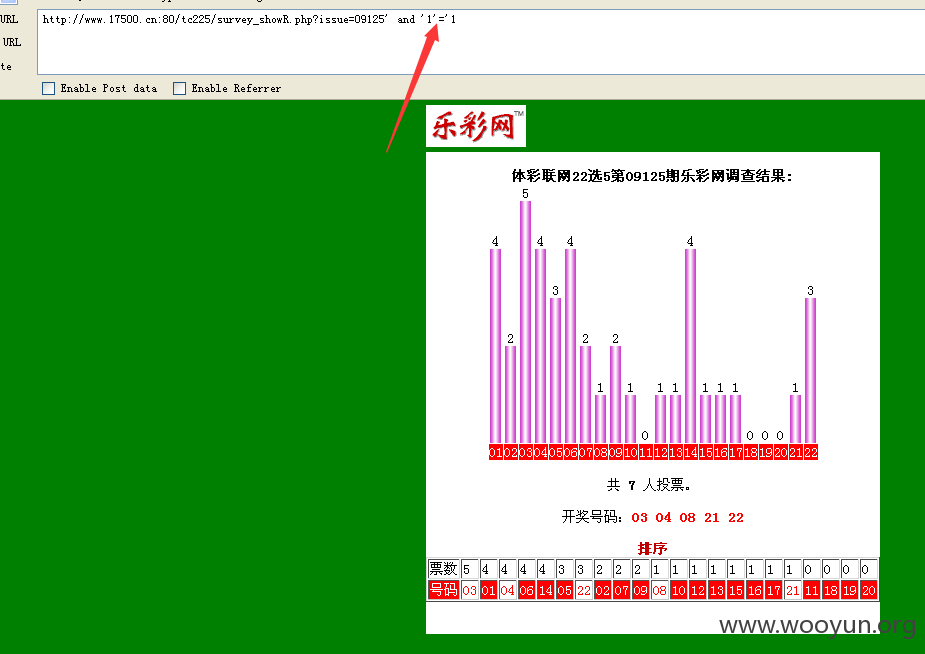 URL
http://www.17500.cn:80/tc225/survey_showR.php?issue=09125' and '1'='1
URL
te
Enable Post data Enable Referrer
乐彩网™
体彩联网22选5第09125期乐彩网调查结果:
4 2 5 4 3 4 2 1 2 1 0 1 1 4 1 1 1 0 0 0 1 3
01 02 03 04 05 06 07 08 09 10 11 12 13 14 15 16 17 18 19 20 21 22
共 7 人投票。
开奖号码: 03 04 08 21 22
排序
票数 5 4 4 4 4 3 3 2 2 2 1 1 1 1 1 1 1 1 0 0 0 0
号码 03 01 04 06 14 05 22 02 07 09 08 10 12 13 15 16 17 21 11 18 19 20
www.wooyun.org